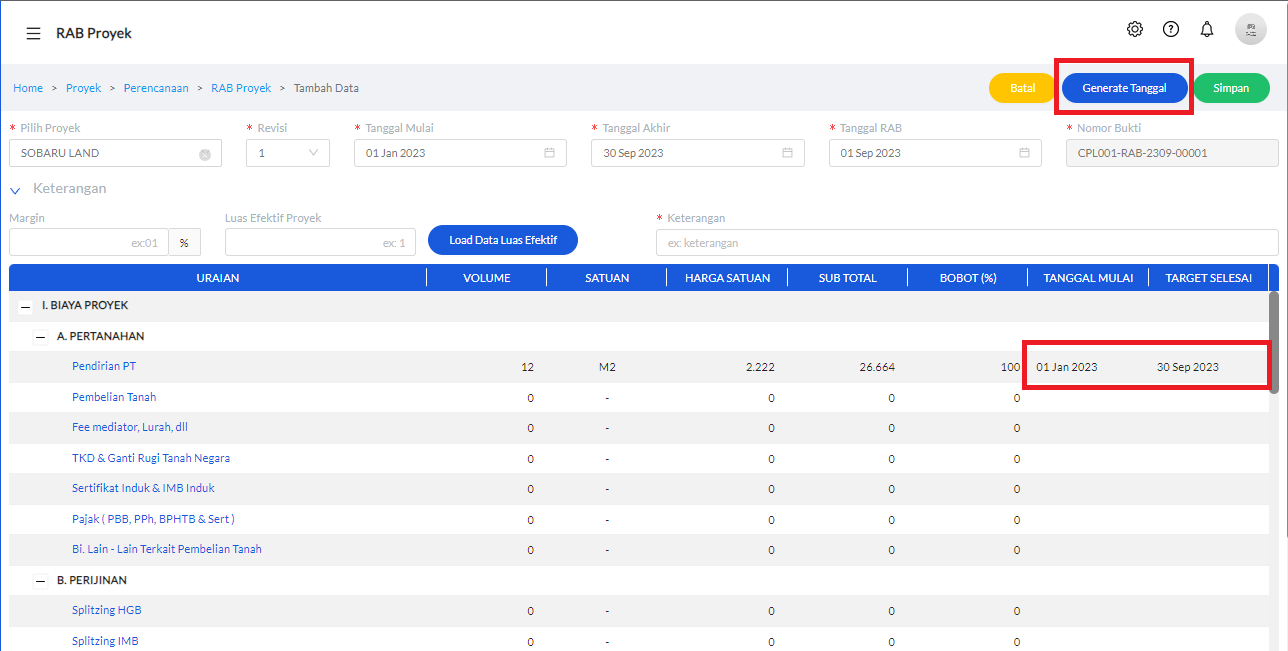 RAB Proyek
Home > Proyek > Perencanaan > RAB Proyek > Tambah Data
Batal Generate Tanggal Simpan
* Pilih Proyek * Revisi * Tanggal Mulai * Tanggal Akhir * Tanggal RAB * Nomor Bukti
SOBARU LAND 1 01 Jan 2023 30 Sep 2023 01 Sep 2023 CPL001-RAB-2309-00001
Keterangan
Margin Luas Efektif Proyek * Keterangan
ex:01 % ex: 1 Load Data Luas Efektif ex: keterangan
URAIAN VOLUME SATUAN HARGA SATUAN SUB TOTAL BOBOT (%) TANGGAL MULAI TARGET SELESAI
I. BIAYA PROYEK
A. PERTANAHAN
Pendirian PT 12 M2 2.222 26.664 100 01 Jan 2023 30 Sep 2023
Pembelian Tanah 0 - 0 0 0
Fee mediator, Lurah, dll 0 - 0 0 0
TKD & Ganti Rugi Tanah Negara 0 - 0 0 0
Sertifikat Induk & IMB Induk 0 - 0 0 0
Pajak ( PBB, PPh, BPHTB & Sert ) 0 - 0 0 0
Bi. Lain - Lain Terkait Pembelian Tanah 0 - 0 0 0
B. PERIJINAN
Splitzing HGB 0 - 0 0 0
Splitzing IMB 0 - 0 0 0